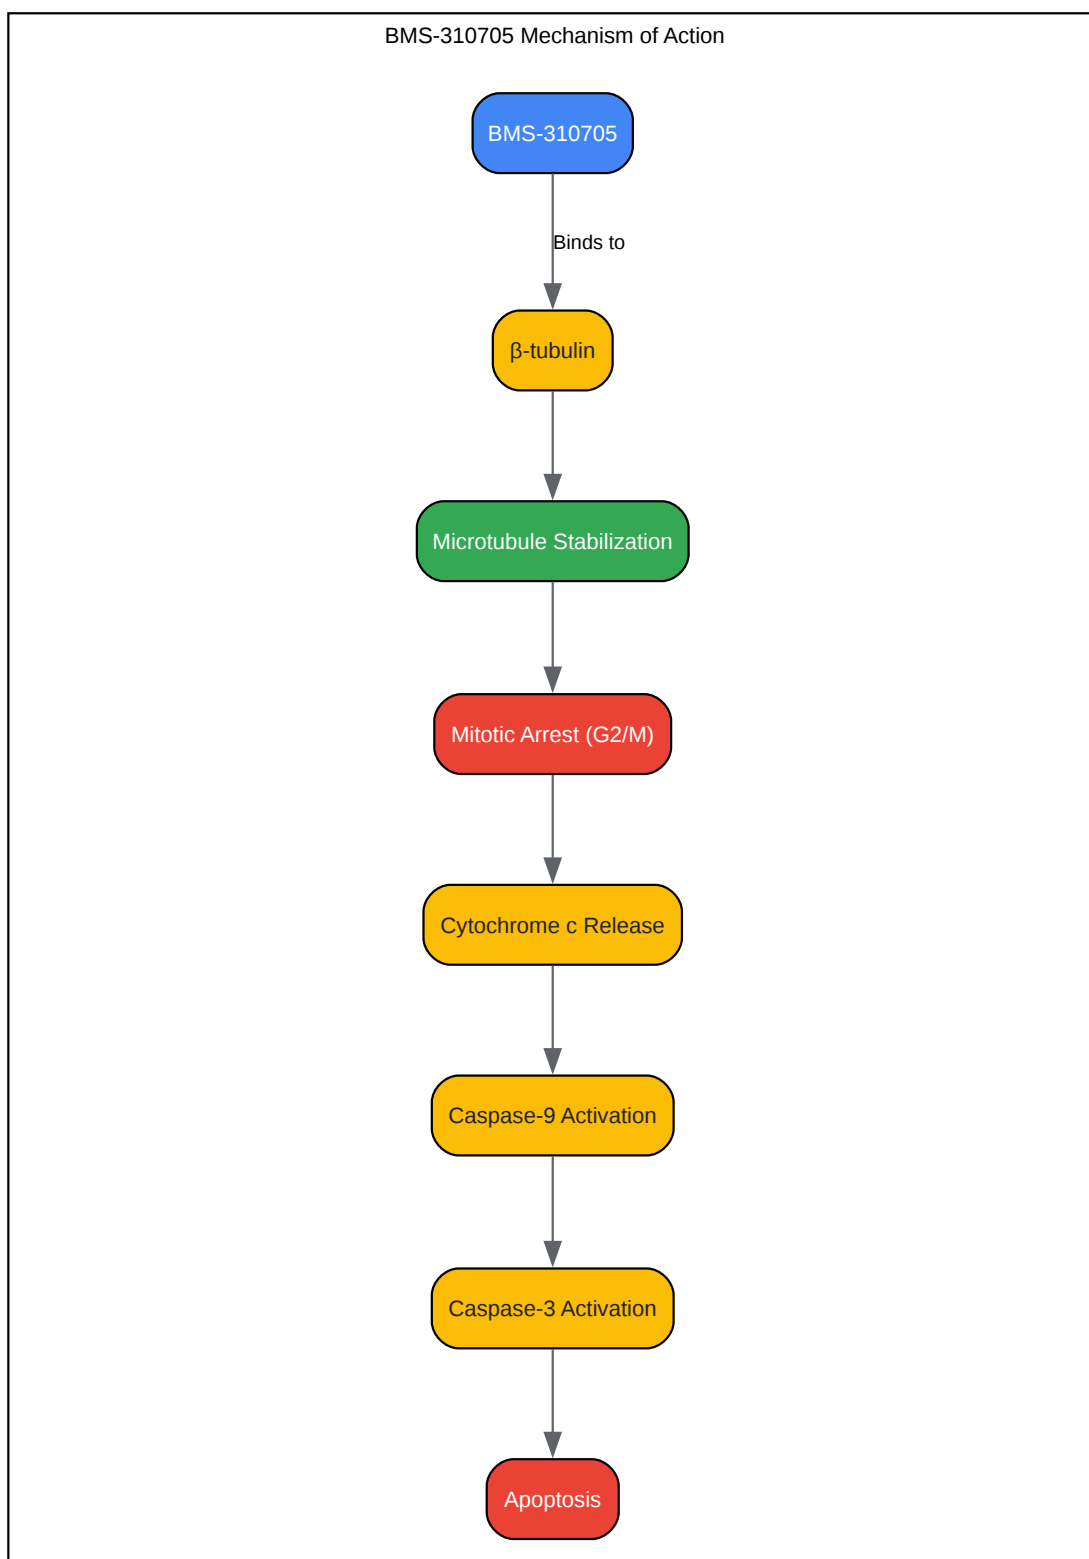 BMS-310705 Mechanism of Action
BMS-310705
Binds to
β-tubulin
Microtubule Stabilization
Mitotic Arrest (G2/M)
Cytochrome c Release
Caspase-9 Activation
Caspase-3 Activation
Apoptosis